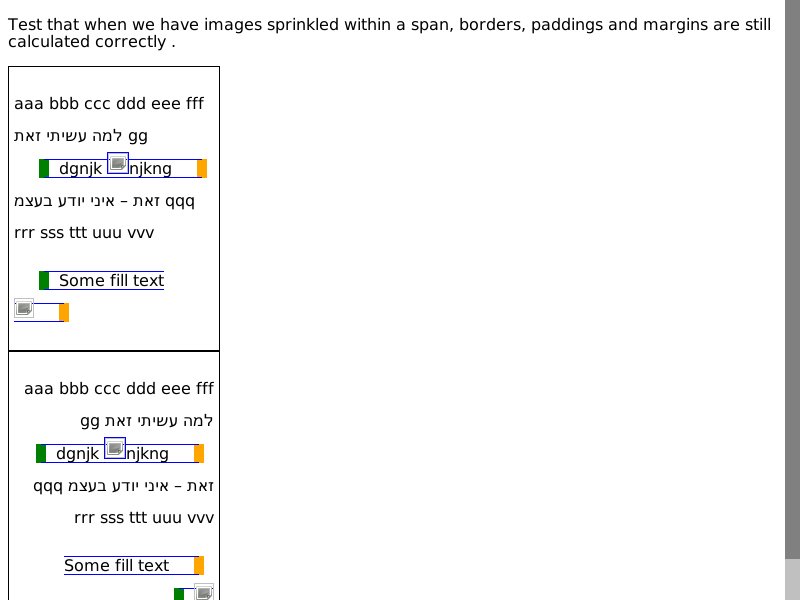 Test that when we have images sprinkled within a span, borders, paddings and margins are still
calculated correctly .
aaa bbb ccc ddd eee fff
gg למה עשיתי זאת
dgnjk njkng
qqq זאת – איני יודע בעצמ
rrr sss ttt uuu vvv
Some fill text
aaa bbb ccc ddd eee fff
למה עשיתי זאת gg
dgnjk njkng
זאת – איני יודע בעצמ qqq
rrr sss ttt uuu vvv
Some fill text